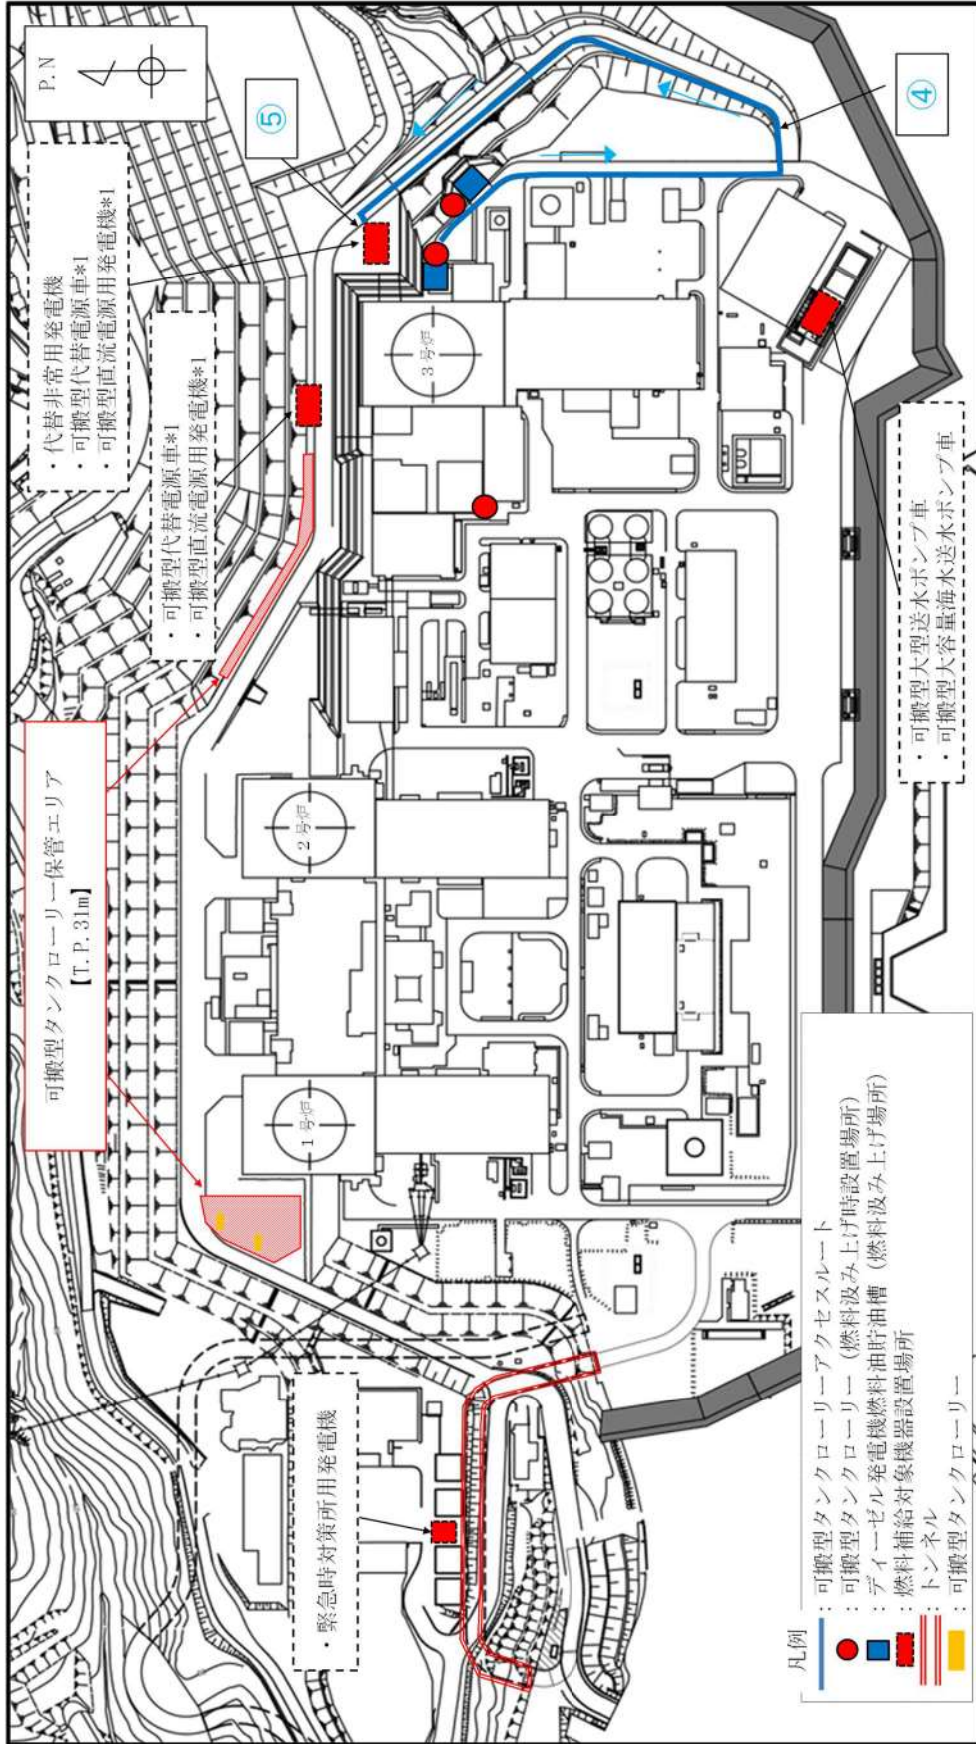 P.N
・代替非常用発電機
・可搬型代替電源車*1
・可搬型直流電源用発電機*1
⑤
④
・可搬型代替電源車*1
・可搬型直流電源用発電機*1
可搬型タンクローリー保管エリア
【T.P.31m】
・緊急時対策所用発電機
1号炉
2号炉
3号炉
・可搬型大型送水ポンプ車
・可搬型大容量海水送水ポンプ車
凡例
：可搬型タンクローリーアクセスルート
：可搬型タンクローリー（燃料汲み上げ時設置場所）
：ディーゼル発電機燃料油貯油槽（燃料汲み上げ場所）
：燃料補給対象機器設置場所
：トンネル
：可搬型タンクローリー